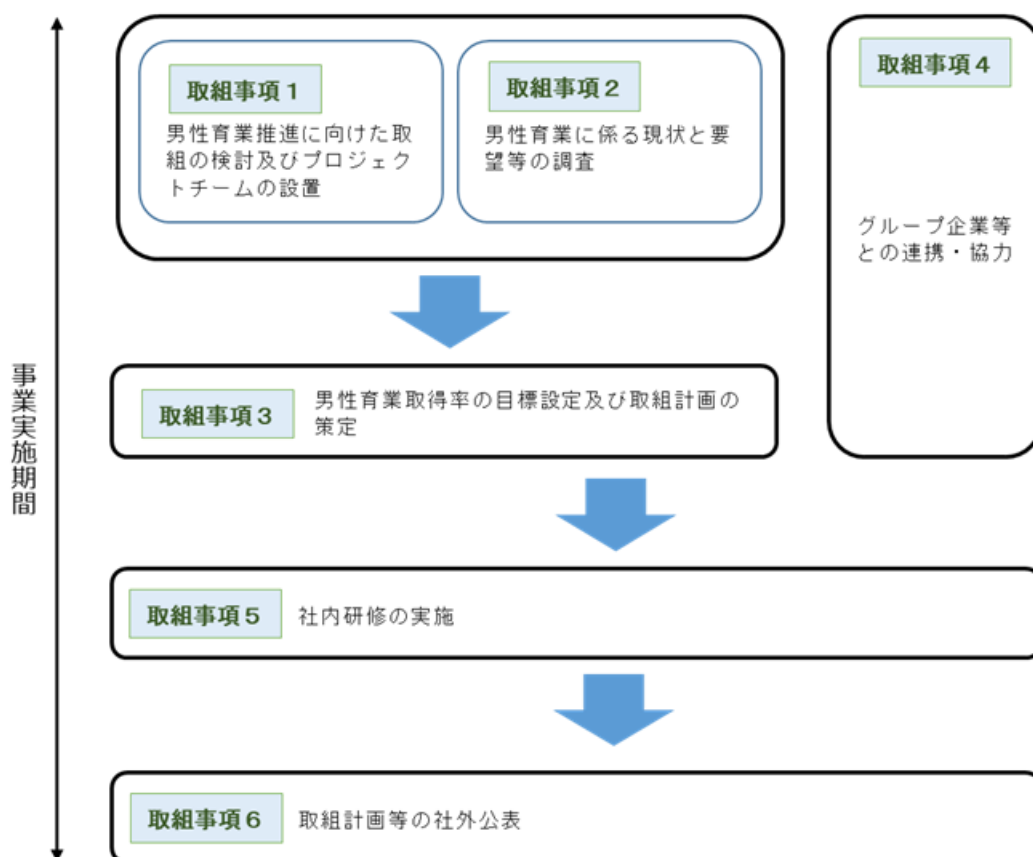 取組事項１
男性育業推進に向けた取
組の検討及びプロジェク
トチームの設置
取組事項２
男性育業に係る現状と要
望等の調査
取組事項４
グループ企業等
との連携・協力
事業実施期間
取組事項３
男性育業取得率の目標設定及び取組計画の
策定
取組事項５
社内研修の実施
取組事項６
取組計画等の社外公表